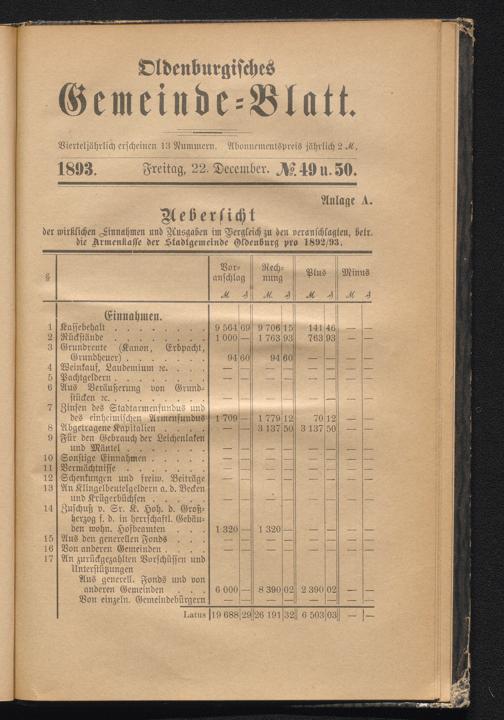 Oldenburgisches
Gemeinde=Blatt.
Vierteljährlich erscheinen 13 Nummern. Abonnementspreis jährlich 2 M.
1893. Freitag, 22. December. №. 49 u. 50.
Anlage A.
Uebersicht
der wirklichen Einnahmen und Ausgaben im Vergleich zu den veranschlagten, betr.
die Armenkasse der Stadtgemeinde Oldenburg pro 1892/93.
§ Vor-anschlag Rech-nung Plus Minus
M ₰ M ₰ M ₰ M ₰
Einnahmen.
1 Kassebehalt . . . . . . . . 9 564 69 9 706 15 141 46 — —
2 Rückstände . . . . . . . . 1 000 — 1 763 93 763 93 — —
3 Grundrente (Kanon, Erbpacht,
Grundheuer) . . . . . . . 94 60 94 60 — — — —
4 Weinkauf, Laudemium ꝛc. . . . — — — — — — — —
5 Pachtgeldern . . . . . . . — — — — — — — —
6 Aus Veräußerung von Grund-
stücken ꝛc. . . . . . . . — — — — — — — —
7 Zinsen des Stadtarmenfundus und
des einheimischen Armenfundus 1 709 — 1 779 12 70 12 — —
8 Abgetragene Kapitalien . . . . — — 3 137 50 3 137 50 — —
9 Für den Gebrauch der Leichenlaken
und Mäntel . . . . . . . — — — — — — — —
10 Sonstige Einnahmen . . . . . — — — — — — — —
11 Vermächtnisse . . . . . . . — — — — — — — —
12 Schenkungen und freiw. Beiträge — — — — — — — —
13 An Klingelbeutelgeldern a. d. Becken
und Krügerbüchsen . . . . . — — — — — — — —
14 Zuschuß v. Sr. K. Hoh. d. Groß-
herzog f. d. in herrschaftl. Gebäu-
den wohn. Hofbeamten . . . 1 320 — 1 320 — — — — —
15 Aus den generellen Fonds . . . — — — — — — — —
16 Von anderen Gemeinden . . . . — — — — — — — —
17 An zurückgezahlten Vorschüssen und
Unterstützungen
Aus generell. Fonds und von
anderen Gemeinden . . . 6 000 — 8 390 02 2 390 02 — —
Von einzeln. Gemeindebürgern — — — — — — — —
Latus 19 688 29 26 191 32 6 503 03 — —